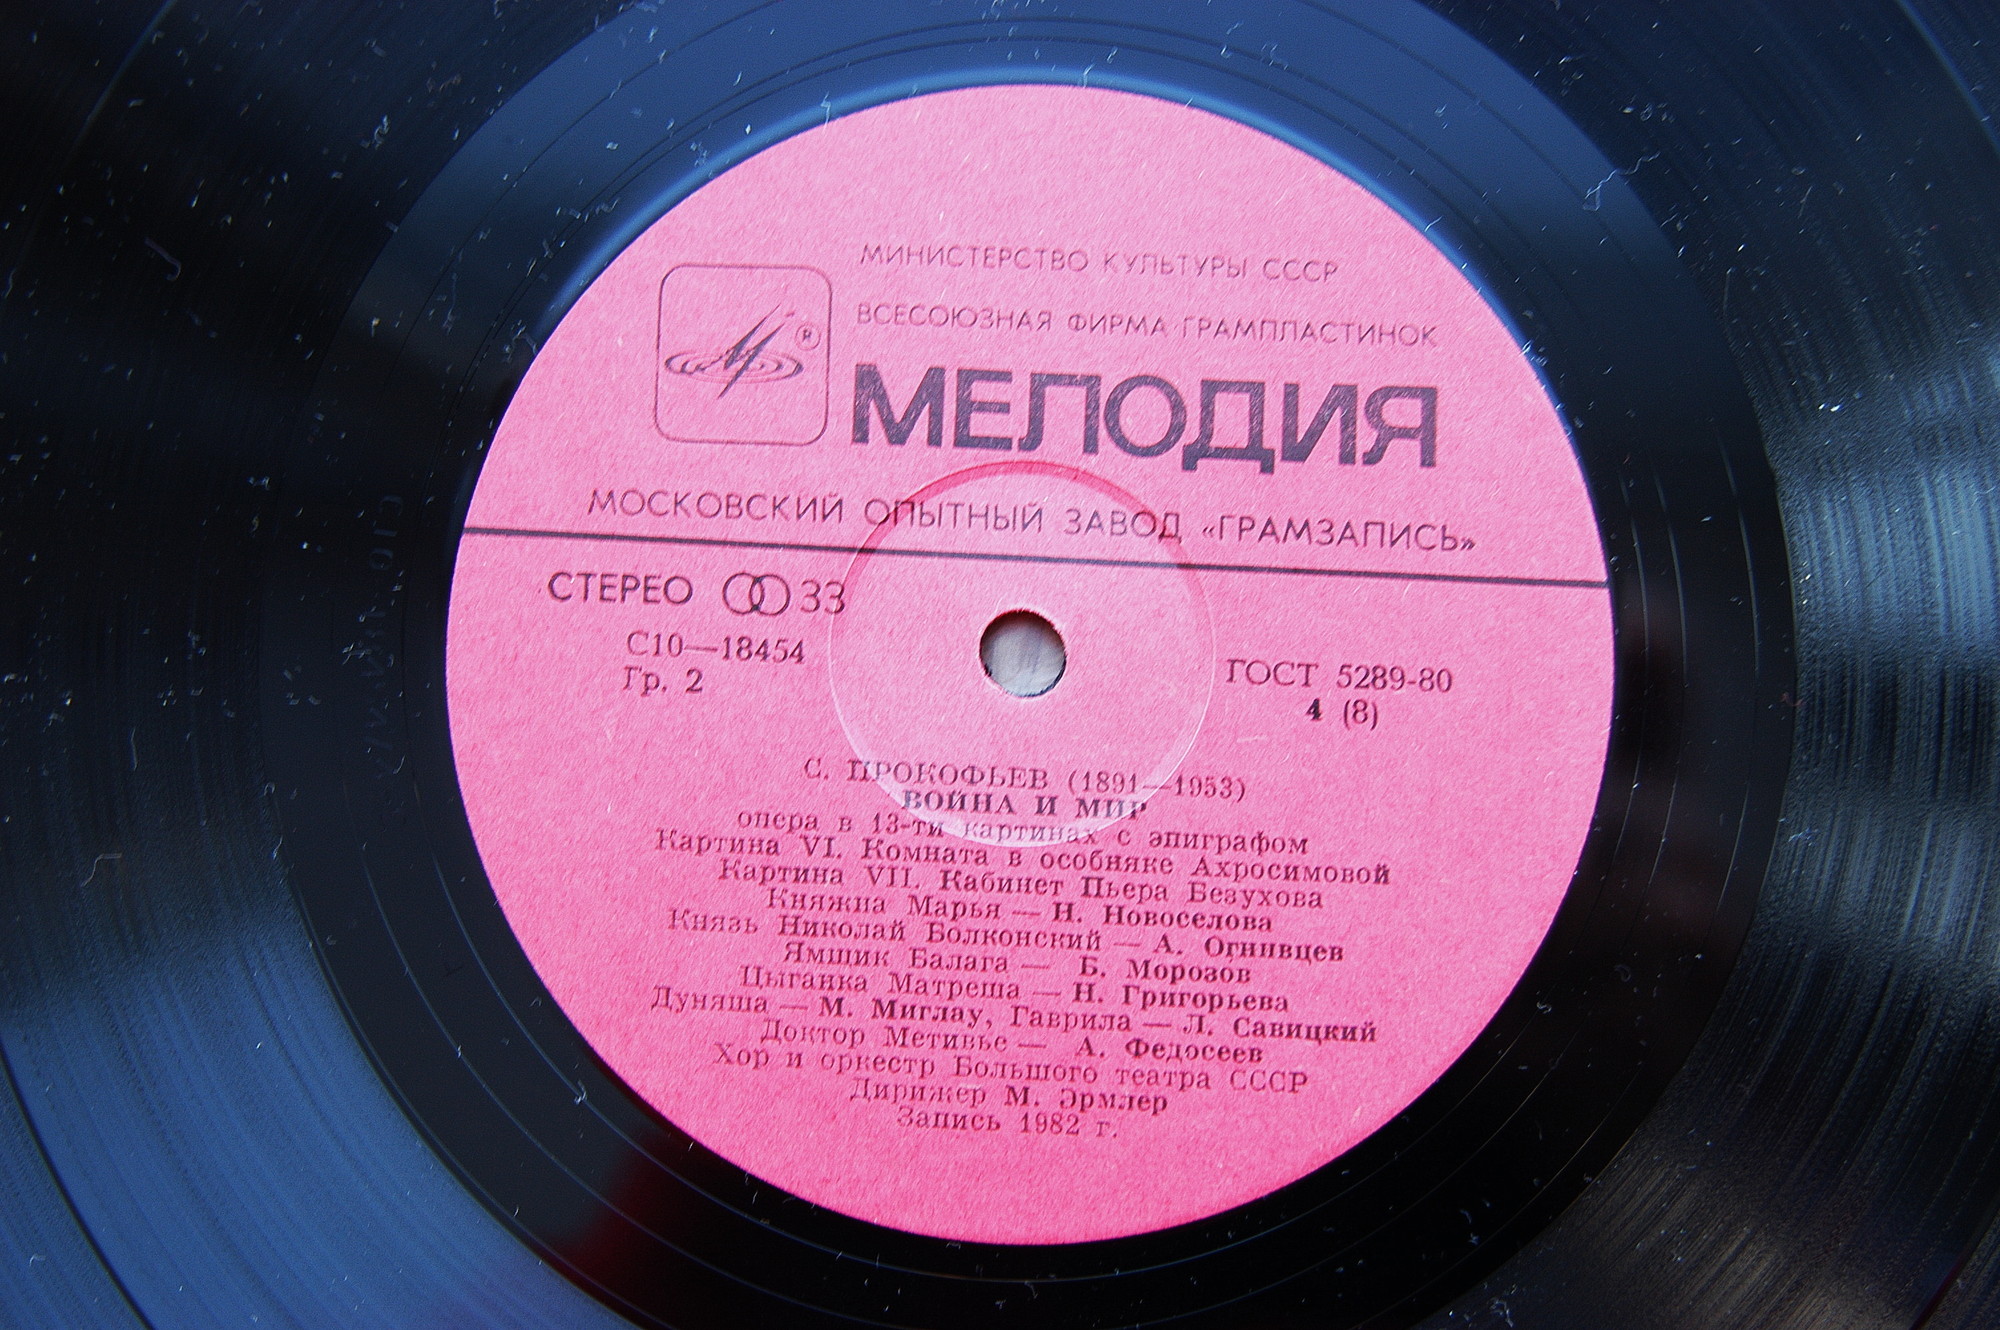 МИНИСТЕРСТВО КУЛЬТУРЫ СССР
ВСЕСОЮЗНАЯ ФИРМА ГРАМПЛАСТИНОК
®
МЕЛОДИЯ
МОСКОВСКИЙ ОПЫТНЫЙ ЗАВОД «ГРАМЗАПИСЬ»
СТЕРЕО 33
С10—18454
Гр. 2
ГОСТ 5289-80
4 (8)
С. ПРОКОФЬЕВ (1891—1953)
ВОЙНА И МИР
опера в 13-ти картинах с эпиграфом
Картина VI. Комната в особняке Ахросимовой
Картина VII. Кабинет Пьера Безухова
Княжна Марья — Н. Новоселова
Князь Николай Болконский — А. Огнивцев
Ямщик Балага — Б. Морозов
Цыганка Матреша — Н. Григорьева
Дуняша — М. Миглау, Гаврила — Л. Савицкий
Доктор Метивье — А. Федосеев
Хор и оркестр Большого театра СССР
Дирижер М. Эрмлер
Запись 1982 г.